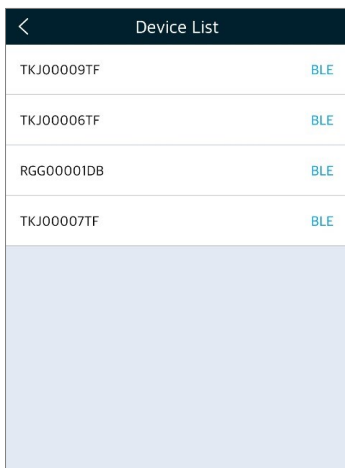 Device List
TKJ00009TF BLE
TKJ00006TF BLE
RGG00001DB BLE
TKJ00007TF BLE